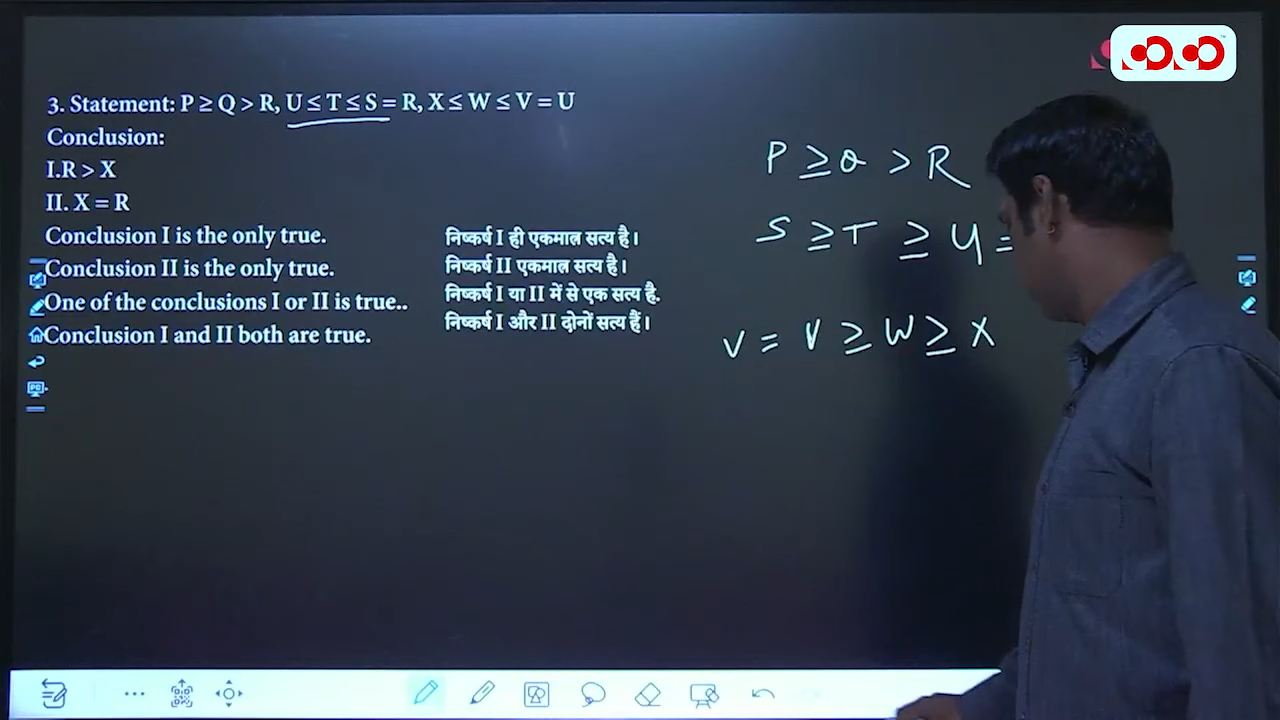 3. Statement: P ≥ Q > R, U ≤ T ≤ S = R, X ≤ W ≤ V = U
Conclusion:
I.R > X
II. X = R
Conclusion I is the only true.
Conclusion II is the only true.
One of the conclusions I or II is true..
Conclusion I and II both are true.
निष्कर्ष I ही एकमात्र सत्य है।
निष्कर्ष II एकमात्र सत्य है।
निष्कर्ष I या II में से एक सत्य है.
निष्कर्ष I और II दोनों सत्य हैं।
P ≥ Q > R
S ≥ T ≥ U =
V = V ≥ W ≥ X
PC